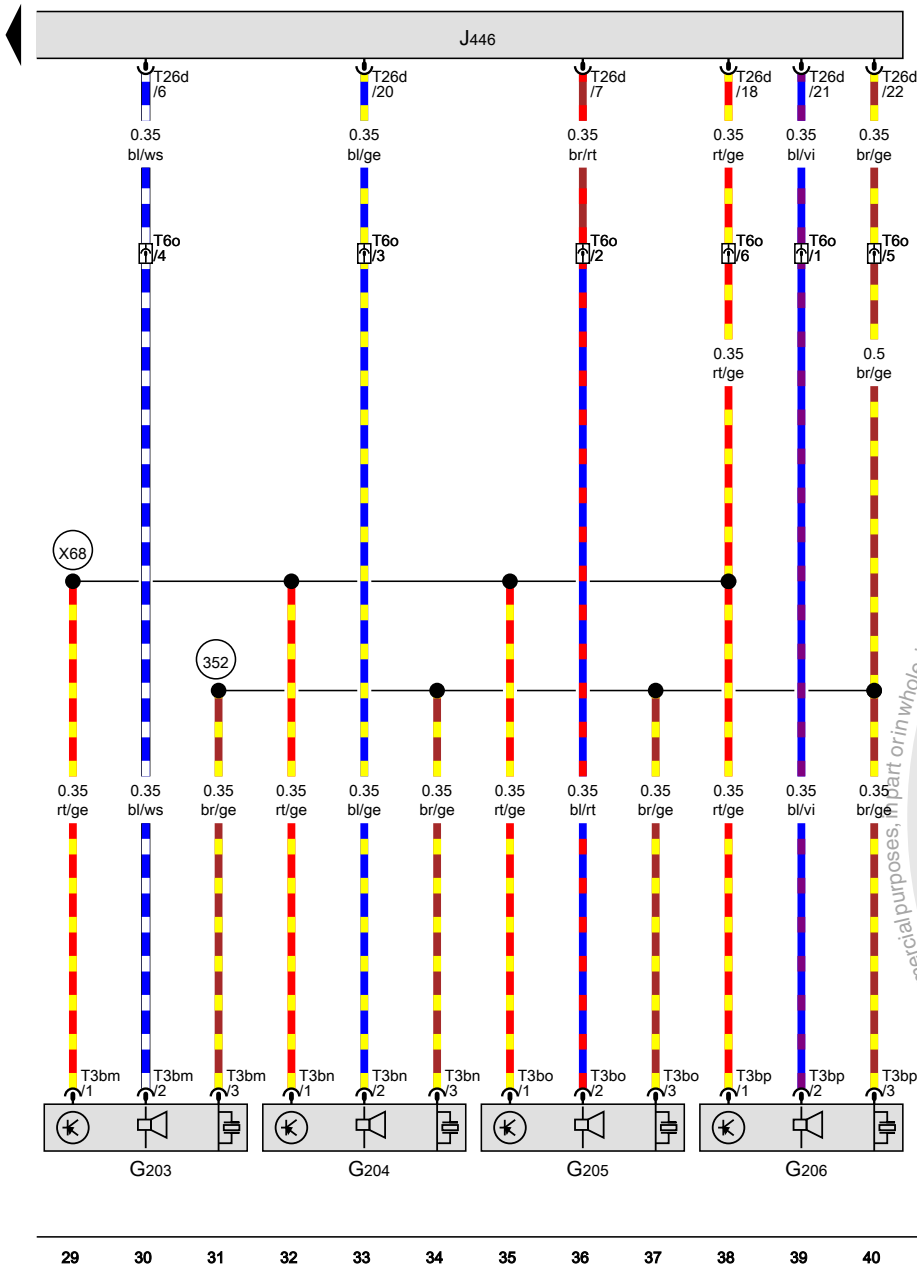 J446
T26d T26d T26d T26d T26d T26d
/6 /20 /7 /18 /21 /22
0.35 0.35 0.35 0.35 0.35 0.35
bl/ws bl/ge br/rt rt/ge bl/vi br/ge
T6o T6o T6o T6o T6o T6o
/4 /3 /2 /6 /1 /5
0.35 0.5
rt/ge br/ge
X68
352
0.35 0.35 0.35 0.35 0.35 0.35 0.35 0.35 0.35 0.35 0.35 0.35
rt/ge bl/ws br/ge rt/ge bl/ge br/ge rt/ge bl/rt br/ge rt/ge bl/vi br/ge
T3bm T3bm T3bm T3bn T3bn T3bn T3bo T3bo T3bo T3bp T3bp T3bp
/1 /2 /3 /1 /2 /3 /1 /2 /3 /1 /2 /3
G203 G204 G205 G206
29 30 31 32 33 34 35 36 37 38 39 40
purposes, in part or in whole